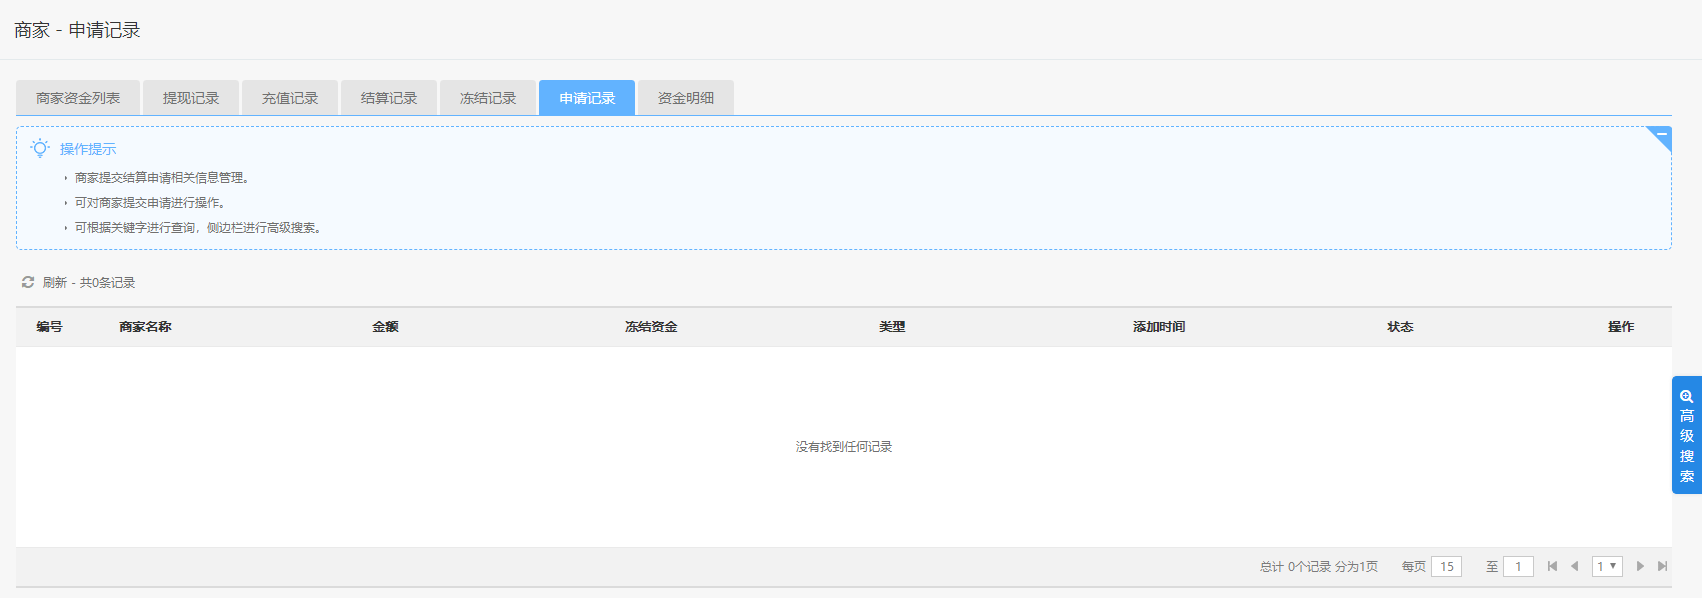 商家 - 申请记录
商家资金列表 提现记录 充值记录 结算记录 冻结记录 申请记录 资金明细
操作提示
商家提交结算申请相关信息管理。
可对商家提交申请进行操作。
可根据关键字进行查询，侧边栏进行高级搜索。
刷新 - 共0条记录
编号 商家名称 金额 冻结资金 类型 添加时间 状态 操作
没有找到任何记录
高级搜索
总计 0个记录 分为1页 每页 15 至 1 1